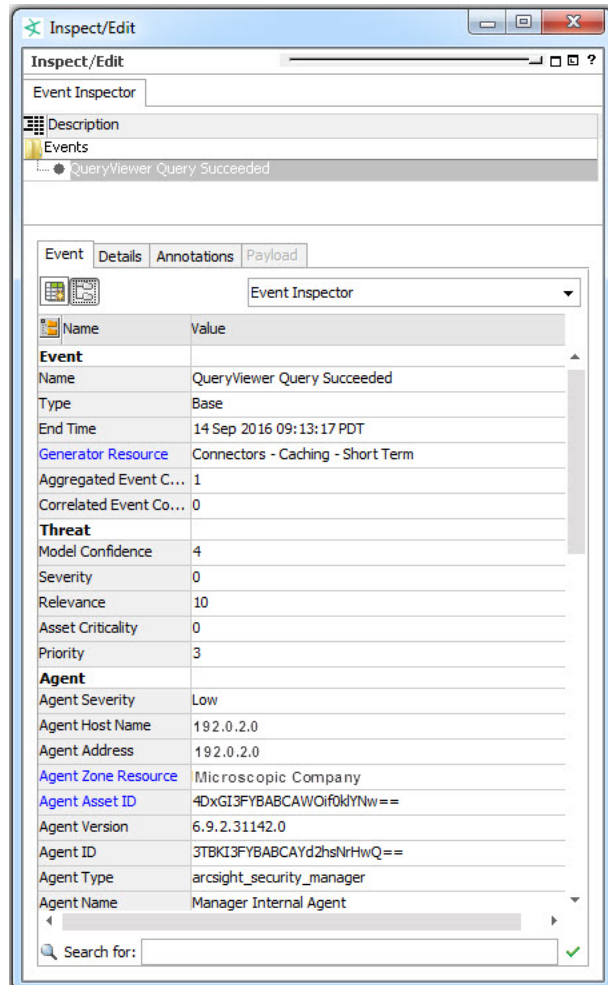 Inspect/Edit
Inspect/Edit ?
Event Inspector
Description
Events
QueryViewer Query Succeeded
Event Details Annotations Payload
Event Inspector
Name Value
Event
Name QueryViewer Query Succeeded
Type Base
End Time 14 Sep 2016 09:13:17 PDT
Generator Resource Connectors - Caching - Short Term
Aggregated Event C... 1
Correlated Event Co... 0
Threat
Model Confidence 4
Severity 0
Relevance 10
Asset Criticality 0
Priority 3
Agent
Agent Severity Low
Agent Host Name 192.0.2.0
Agent Address 192.0.2.0
Agent Zone Resource Microscopic Company
Agent Asset ID 4DxGI3FYBABCAWOif0klYNw==
Agent Version 6.9.2.31142.0
Agent ID 3TBKI3FYBABCAYd2hsNrHwQ==
Agent Type arcsight_security_manager
Agent Name Manager Internal Agent
Search for: